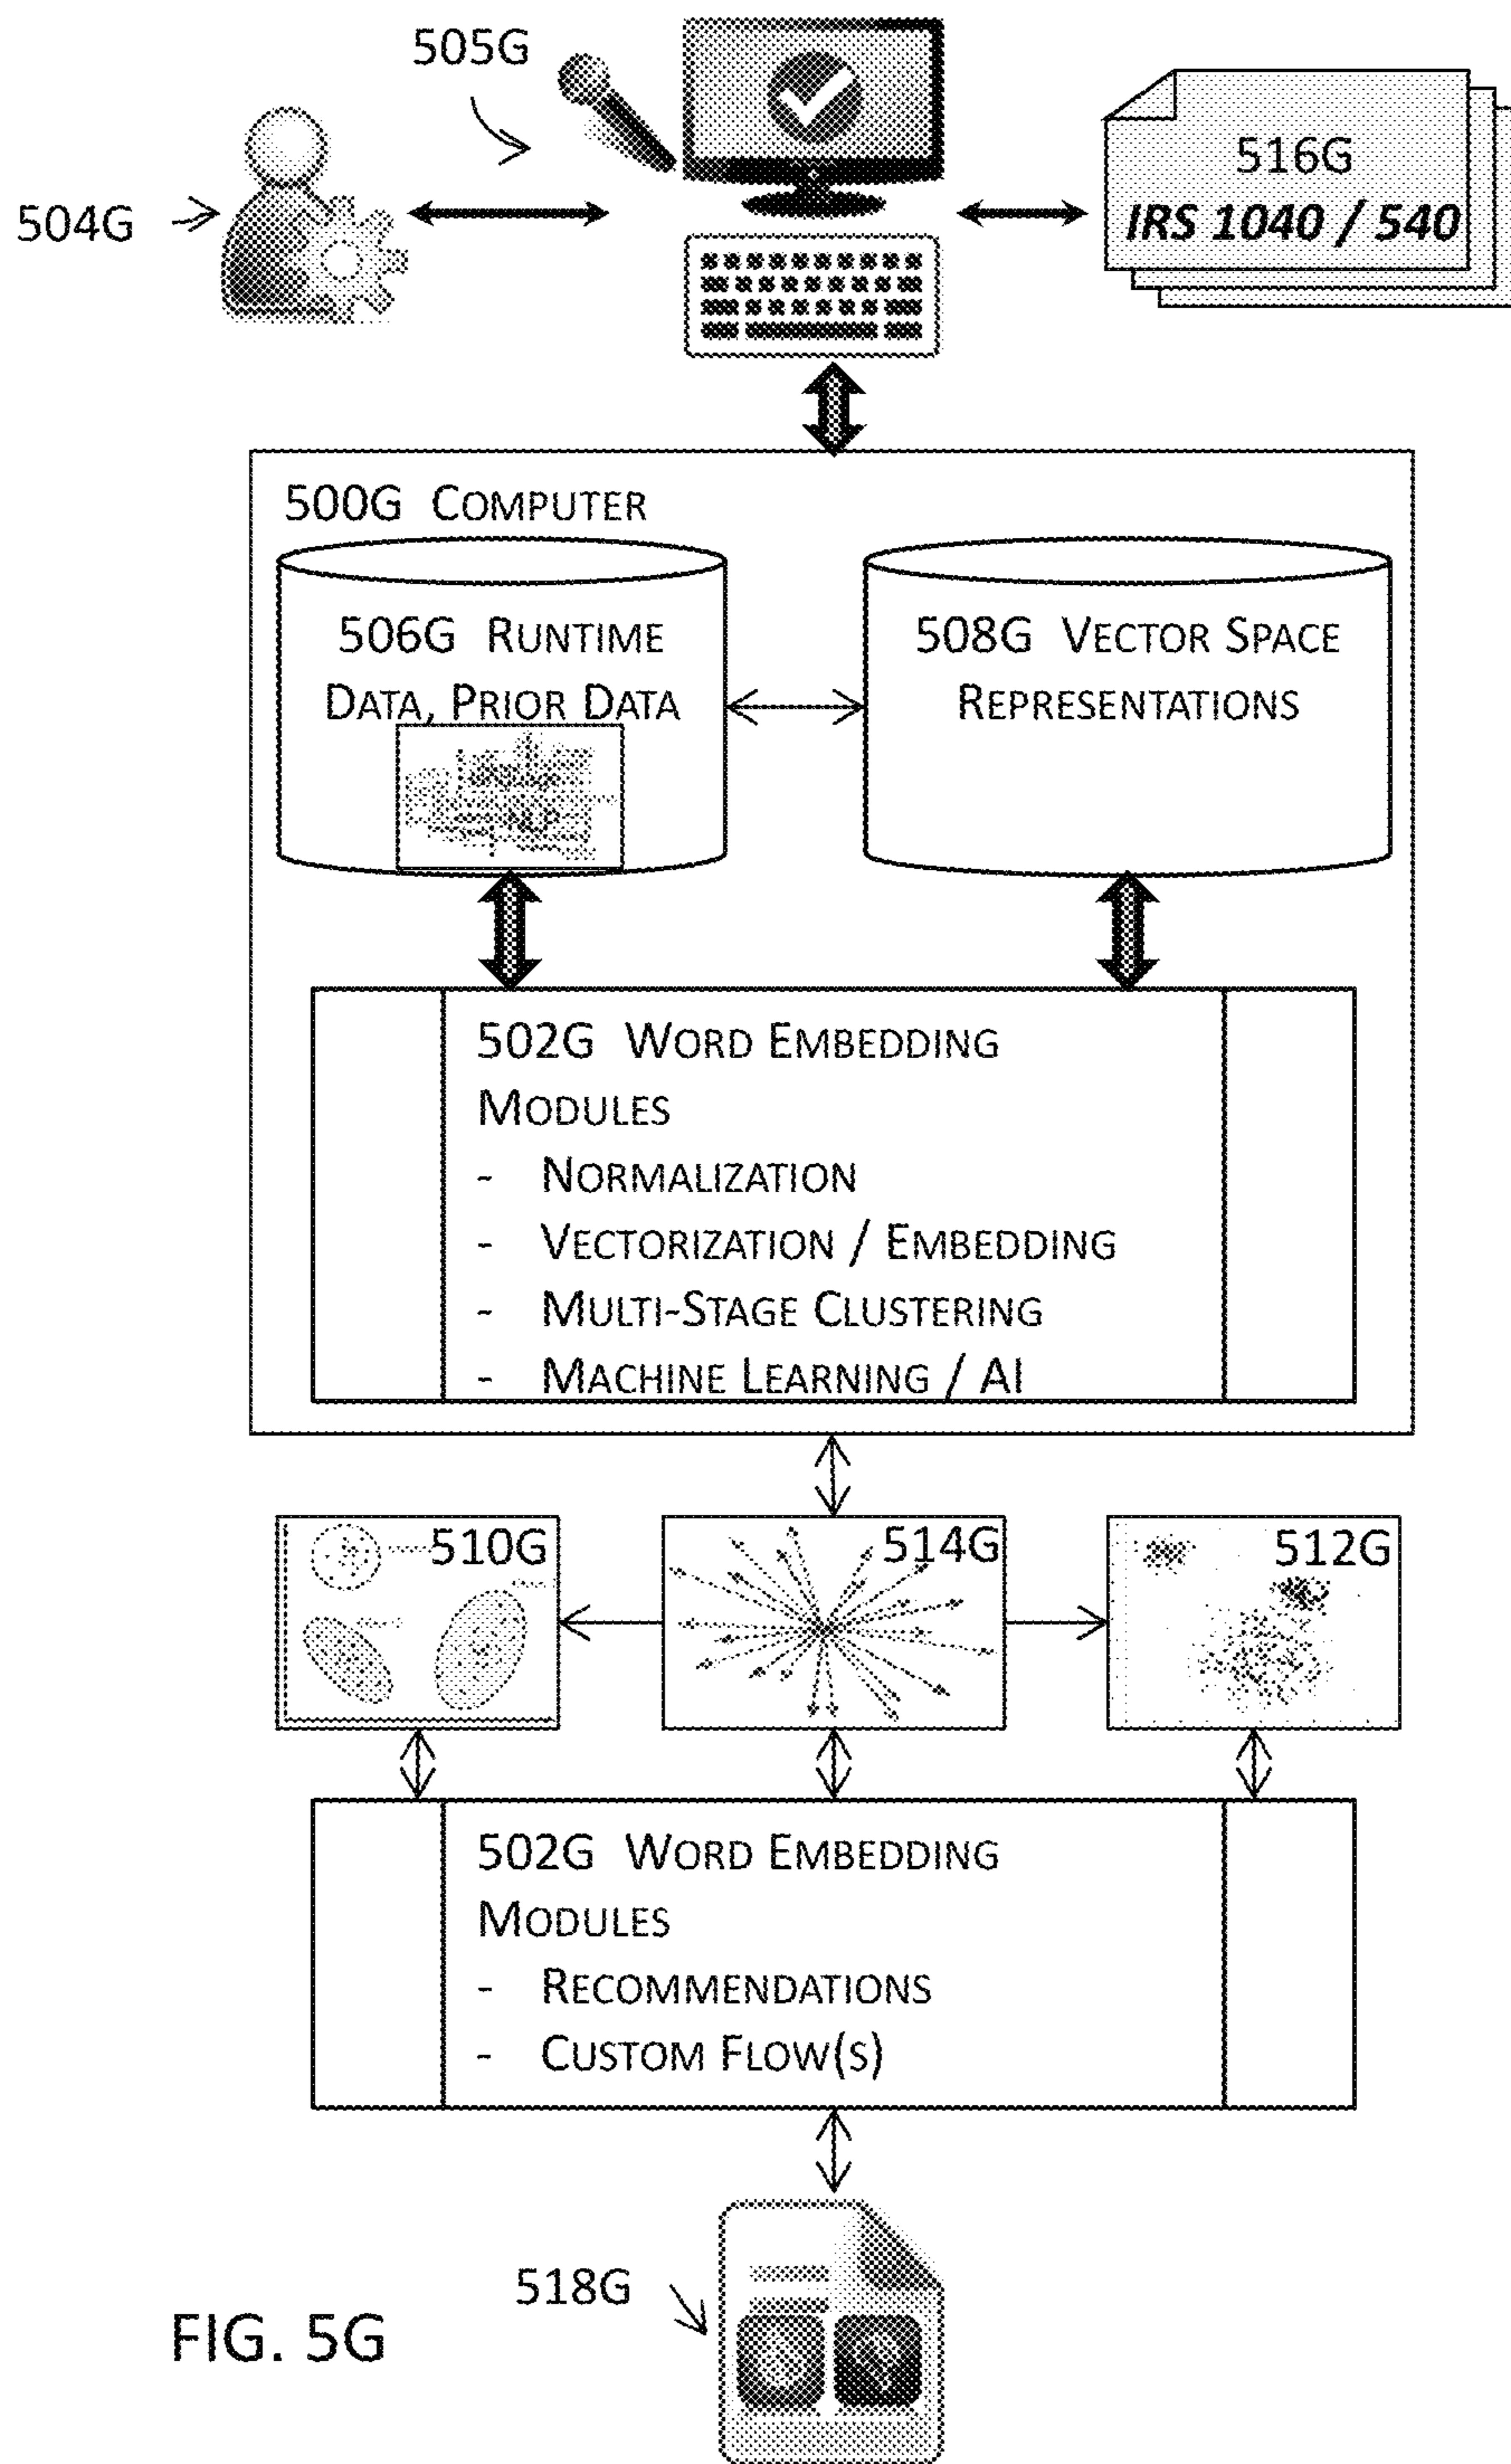 505G
504G
516G
IRS 1040 / 540
500G COMPUTER
506G RUNTIME
DATA, PRIOR DATA
508G VECTOR SPACE
REPRESENTATIONS
502G WORD EMBEDDING
MODULES
- NORMALIZATION
- VECTORIZATION / EMBEDDING
- MULTI-STAGE CLUSTERING
- MACHINE LEARNING / AI
510G
514G
512G
502G WORD EMBEDDING
MODULES
- RECOMMENDATIONS
- CUSTOM FLOW(S)
518G
FIG. 5G